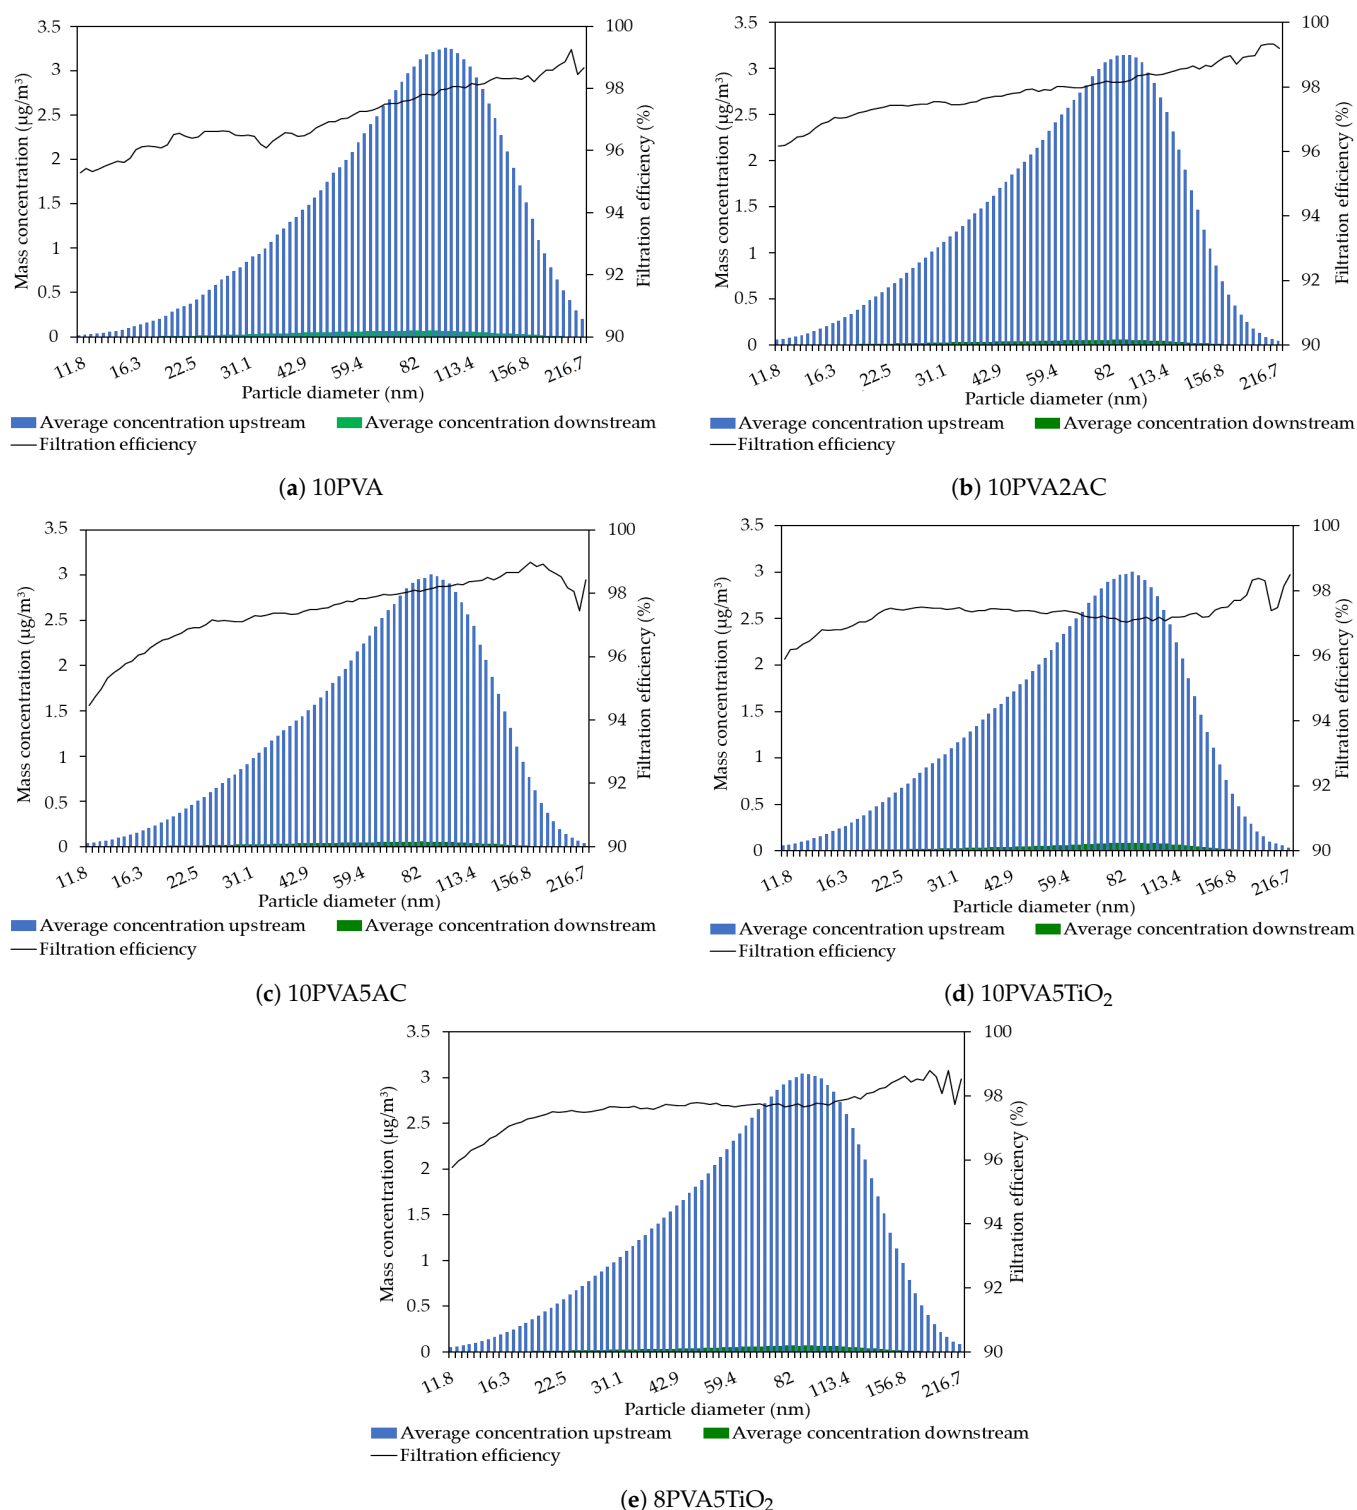 3.5
3
2.5
2
1.5
1
0.5
0
Mass concentration (µg/m³)
100
98
96
94
92
90
Filtration efficiency (%)
11.8 16.3 22.5 31.1 42.9 59.4 82 113.4 156.8 216.7
Particle diameter (nm)
Average concentration upstream Average concentration downstream
Filtration efficiency
(a) 10PVA
3.5
3
2.5
2
1.5
1
0.5
0
Mass concentration (µg/m³)
100
98
96
94
92
90
Filtration efficiency (%)
11.8 16.3 22.5 31.1 42.9 59.4 82 113.4 156.8 216.7
Particle diameter (nm)
Average concentration upstream Average concentration downstream
Filtration efficiency
(b) 10PVA2AC
3.5
3
2.5
2
1.5
1
0.5
0
Mass concentration (µg/m³)
100
98
96
94
92
90
Filtration efficiency (%)
11.8 16.3 22.5 31.1 42.9 59.4 82 113.4 156.8 216.7
Particle diameter (nm)
Average concentration upstream Average concentration downstream
Filtration efficiency
(c) 10PVA5AC
3.5
3
2.5
2
1.5
1
0.5
0
Mass concentration (µg/m³)
100
98
96
94
92
90
Filtration efficiency (%)
11.8 16.3 22.5 31.1 42.9 59.4 82 113.4 156.8 216.7
Particle diameter (nm)
Average concentration upstream Average concentration downstream
Filtration efficiency
(d) 10PVA5TiO₂
3.5
3
2.5
2
1.5
1
0.5
0
Mass concentration (µg/m³)
100
98
96
94
92
90
Filtration efficiency (%)
11.8 16.3 22.5 31.1 42.9 59.4 82 113.4 156.8 216.7
Particle diameter (nm)
Average concentration upstream Average concentration downstream
Filtration efficiency
(e) 8PVA5TiO₂